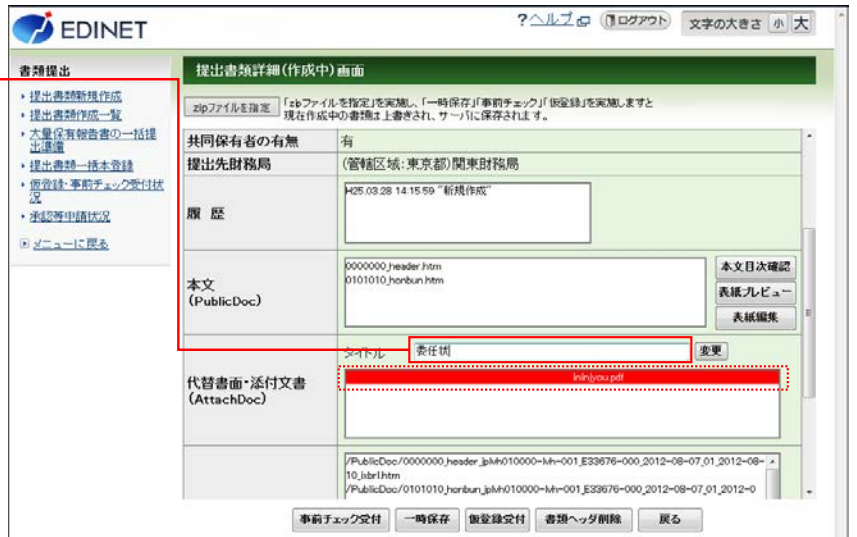 EDINET
?ヘルプ ログアウト 文字の大きさ 小 大
書類提出
提出書類新規作成
提出書類作成一覧
大量保有報告書の一括提出準備
提出書類一括本登録
仮登録・事前チェック受付状況
承認等申請状況
メニューに戻る
提出書類詳細(作成中)画面
zipファイルを指定
「zipファイルを指定」を実施し、「一時保存」「事前チェック」「仮登録」を実施しますと
現在作成中の書類は上書きされ、サーバに保存されます。
共同保有者の有無 有
提出先財務局 (管轄区域:東京都)関東財務局
履 歴
H25.03.28 14:15:59 "新規作成"
本文
(PublicDoc)
0000000_header.htm
0101010_honbun.htm
本文目次確認
表紙プレビュー
表紙編集
タイトル 委任状 変更
代替書面・添付文書
(AttachDoc)
ininjyou.pdf
/PublicDoc/0000000_header_jplvh010000-lvh-001_E33676-000_2012-08-07_01_2012-08-
10_ixbrl.htm
/PublicDoc/0101010_honbun_jplvh010000-lvh-001_E33676-000_2012-08-07_01_2012-0
事前チェック受付 一時保存 仮登録受付 書類ヘッダ削除 戻る